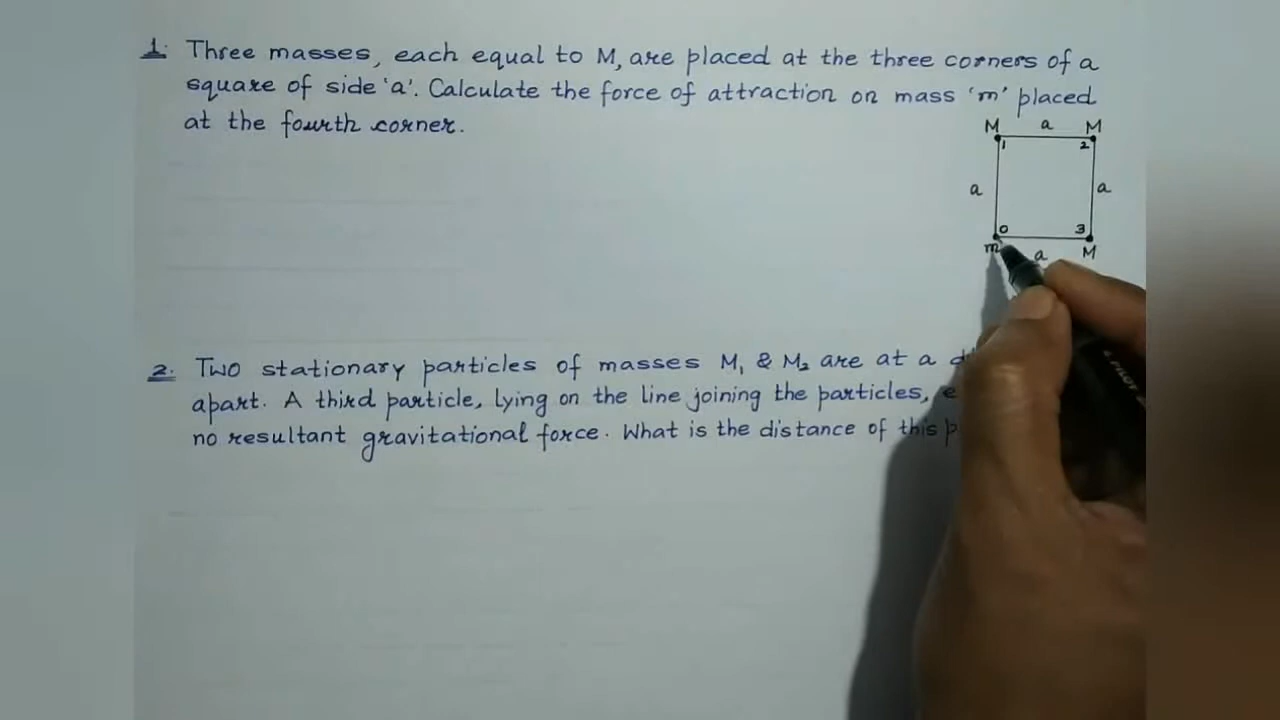 1. Three masses, each equal to M, are placed at the three corners of a
square of side 'a'. Calculate the force of attraction on mass 'm' placed
at the fourth corner.
M a M
1 2
a a
0 3
m a M
2. Two stationary particles of masses M₁ & M₂ are at a
apart. A third particle, lying on the line joining the particles,
no resultant gravitational force. What is the distance of this
PILOT